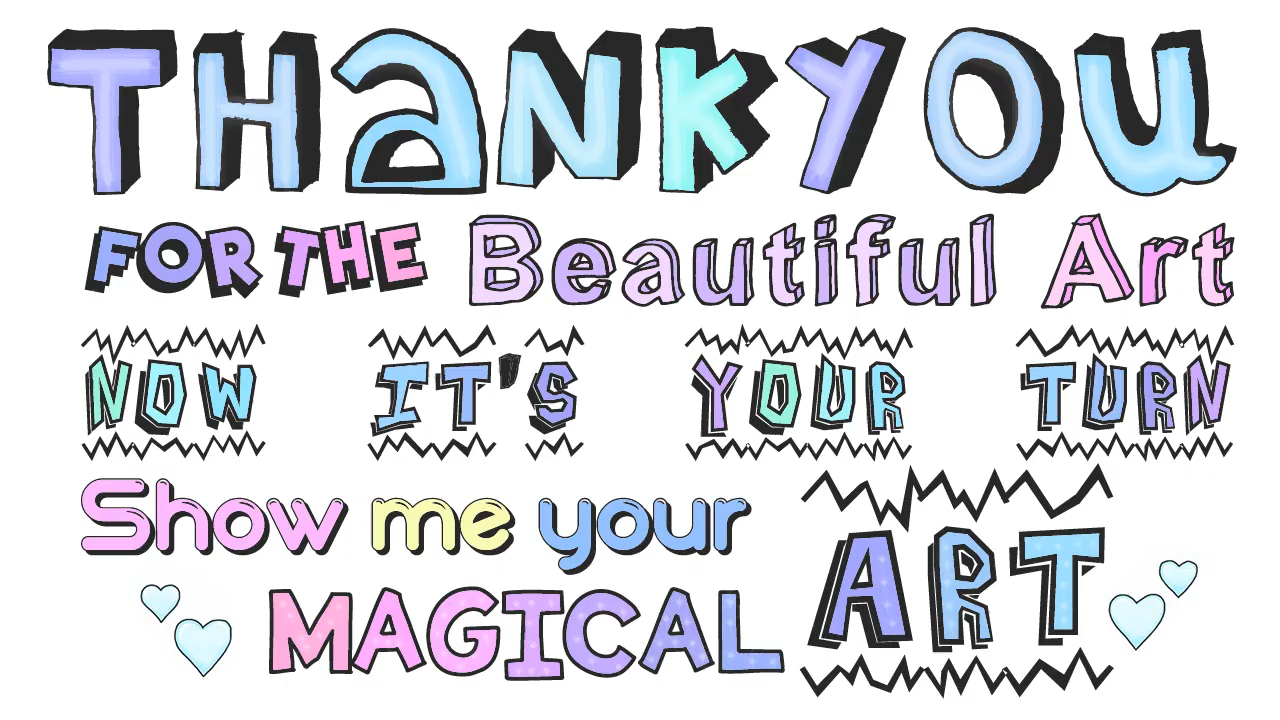 THaNKYOU
FOR THE Beautiful Art
NOW IT'S YOUR TURN
Show me your
MAGICAL ART